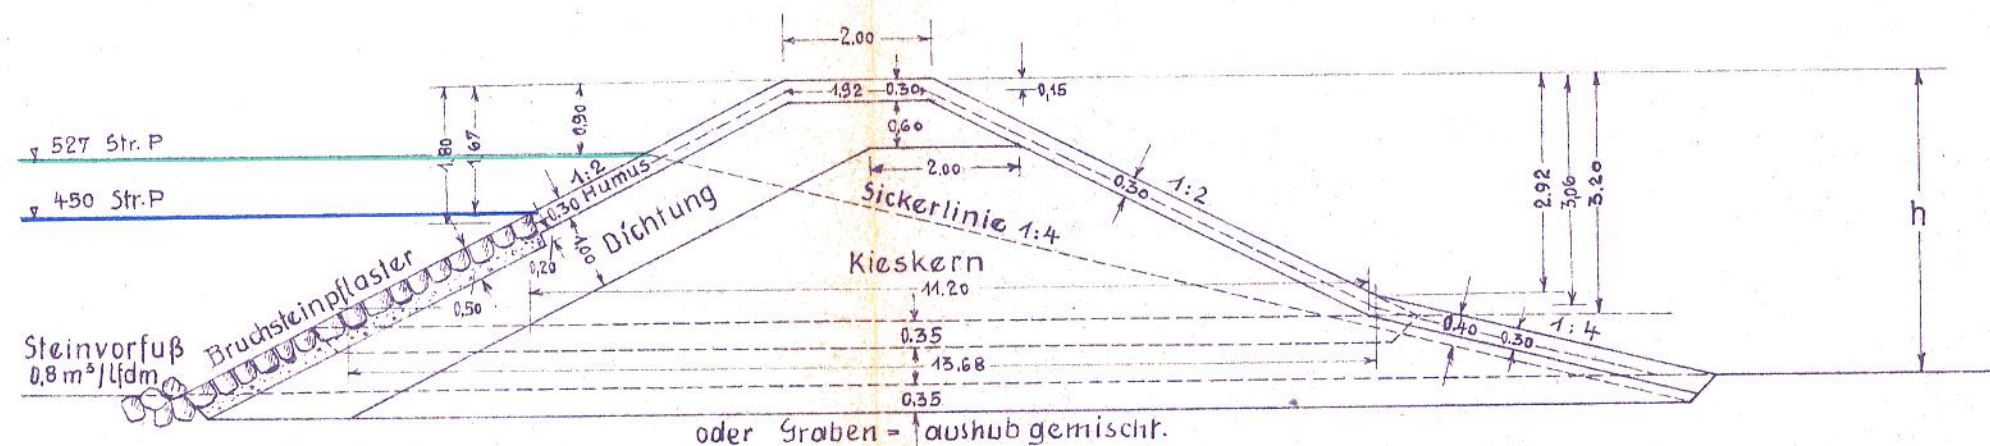 2.00
1.92
0.30
0,15
0,90
1,80
1,67
0,60
527 Str. P
1:2
Humus
0.30
2.00
450 Str. P
Dichtung
Sickerlinie 1:4
0.30
1:2
2.92
3,06
3.20
h
0,20
1,00
Kieskern
11.20
Bruchsteinpflaster
0.50
Steinvorfuß
0,8 m³/lfdm
0.35
13,68
0,35
0,40
0.30
1:4
oder Graben = aushub gemischt.